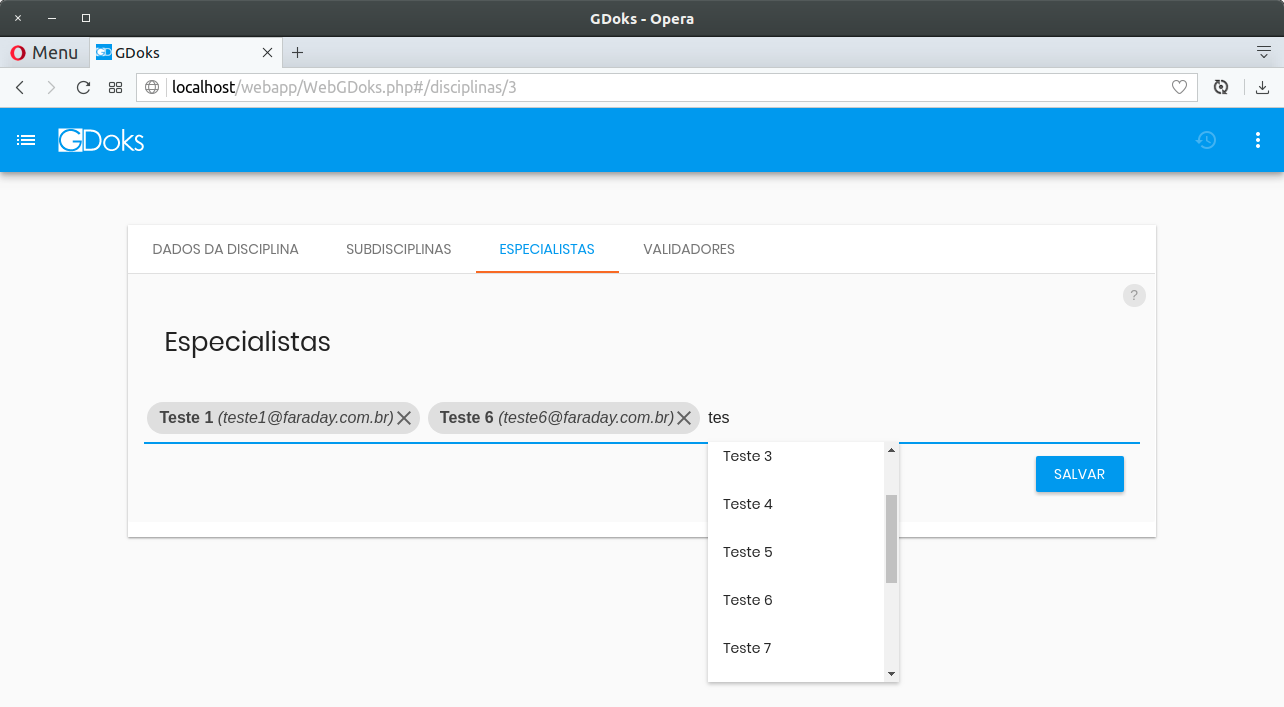 GDoks - Opera
Menu
GD GDoks
localhost/webapp/WebGDoks.php#/disciplinas/3
GDoks
DADOS DA DISCIPLINA SUBDISCIPLINAS ESPECIALISTAS VALIDADORES
?
Especialistas
Teste 1 (teste1@faraday.com.br) Teste 6 (teste6@faraday.com.br) tes
Teste 3
SALVAR
Teste 4
Teste 5
Teste 6
Teste 7